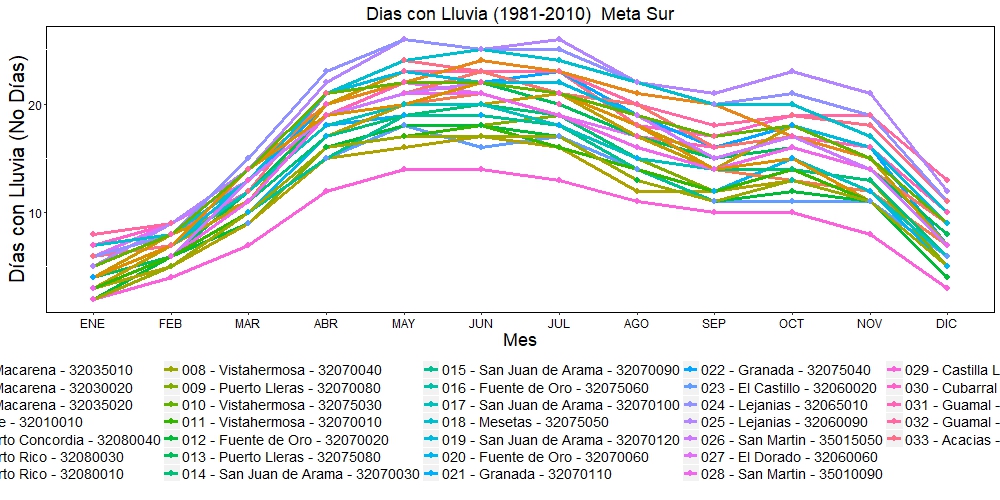 Dias con Lluvia (1981-2010) Meta Sur
Días con Lluvia (No Días)
20
10
ENE FEB MAR ABR MAY JUN JUL AGO SEP OCT NOV DIC
Mes
Macarena - 32035010 008 - Vistahermosa - 32070040 015 - San Juan de Arama - 32070090 022 - Granada - 32075040 029 - Castilla L
Macarena - 32030020 009 - Puerto Lleras - 32070080 016 - Fuente de Oro - 32075060 023 - El Castillo - 32060020 030 - Cubarral
Macarena - 32035020 010 - Vistahermosa - 32075030 017 - San Juan de Arama - 32070100 024 - Lejanias - 32065010 031 - Guamal -
e - 32010010 011 - Vistahermosa - 32070010 018 - Mesetas - 32075050 025 - Lejanias - 32060090 032 - Guamal -
rto Concordia - 32080040 012 - Fuente de Oro - 32070020 019 - San Juan de Arama - 32070120 026 - San Martin - 35015050 033 - Acacias -
rto Rico - 32080030 013 - Puerto Lleras - 32075080 020 - Fuente de Oro - 32070060 027 - El Dorado - 32060060
rto Rico - 32080010 014 - San Juan de Arama - 32070030 021 - Granada - 32070110 028 - San Martin - 35010090